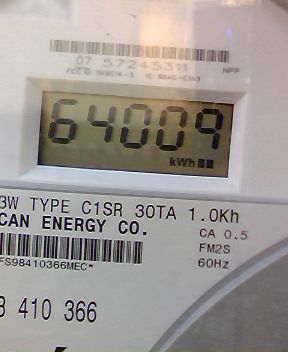 07 57245311
NPP
64009
kWh
3W TYPE C1SR 30TA 1.0Kh
CAN ENERGY CO.
CA 0.5
FM2S
FS98410366MEC*
60Hz
410 366